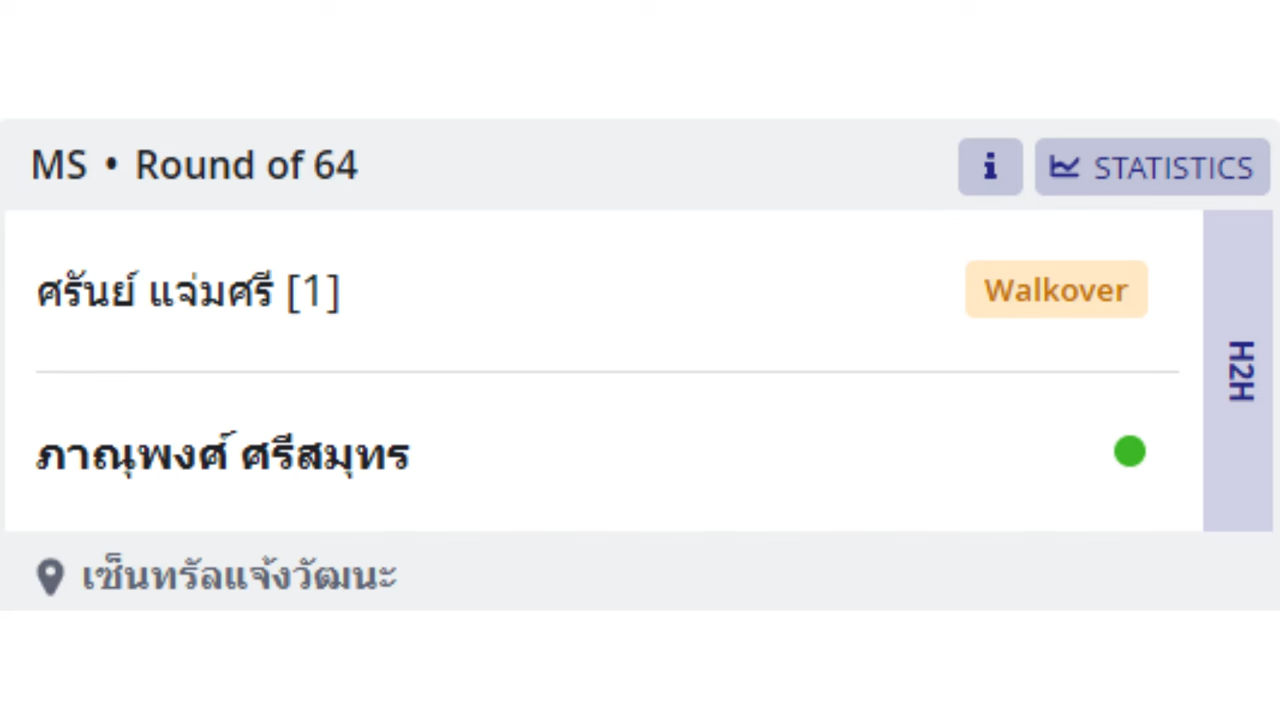 MS • Round of 64
i STATISTICS
ศรันย์ แจ่มศรี [1]
Walkover
H2H
ภาณุพงศ์ ศรีสมุทร
เซ็นทรัลแจ้งวัฒนะ